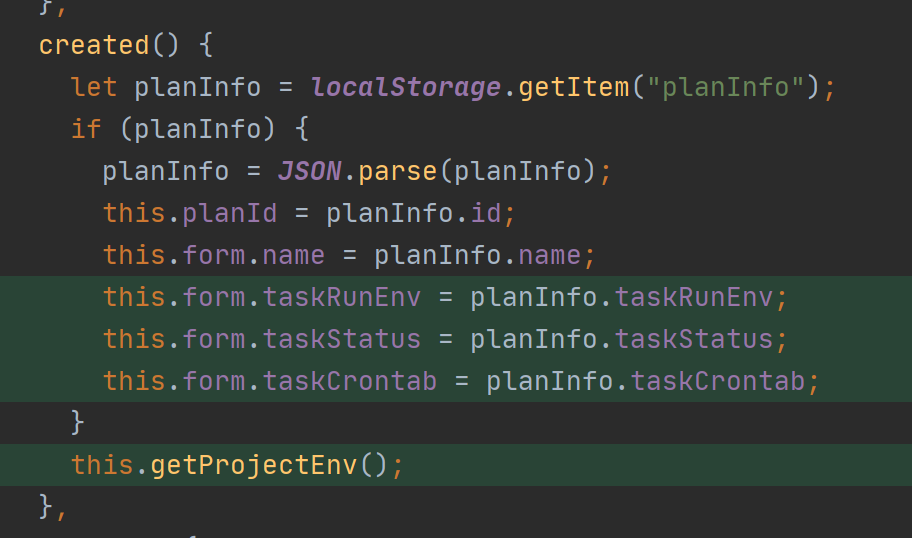 },
created() {
let planInfo = localStorage.getItem("planInfo");
if (planInfo) {
planInfo = JSON.parse(planInfo);
this.planId = planInfo.id;
this.form.name = planInfo.name;
this.form.taskRunEnv = planInfo.taskRunEnv;
this.form.taskStatus = planInfo.taskStatus;
this.form.taskCrontab = planInfo.taskCrontab;
}
this.getProjectEnv();
},